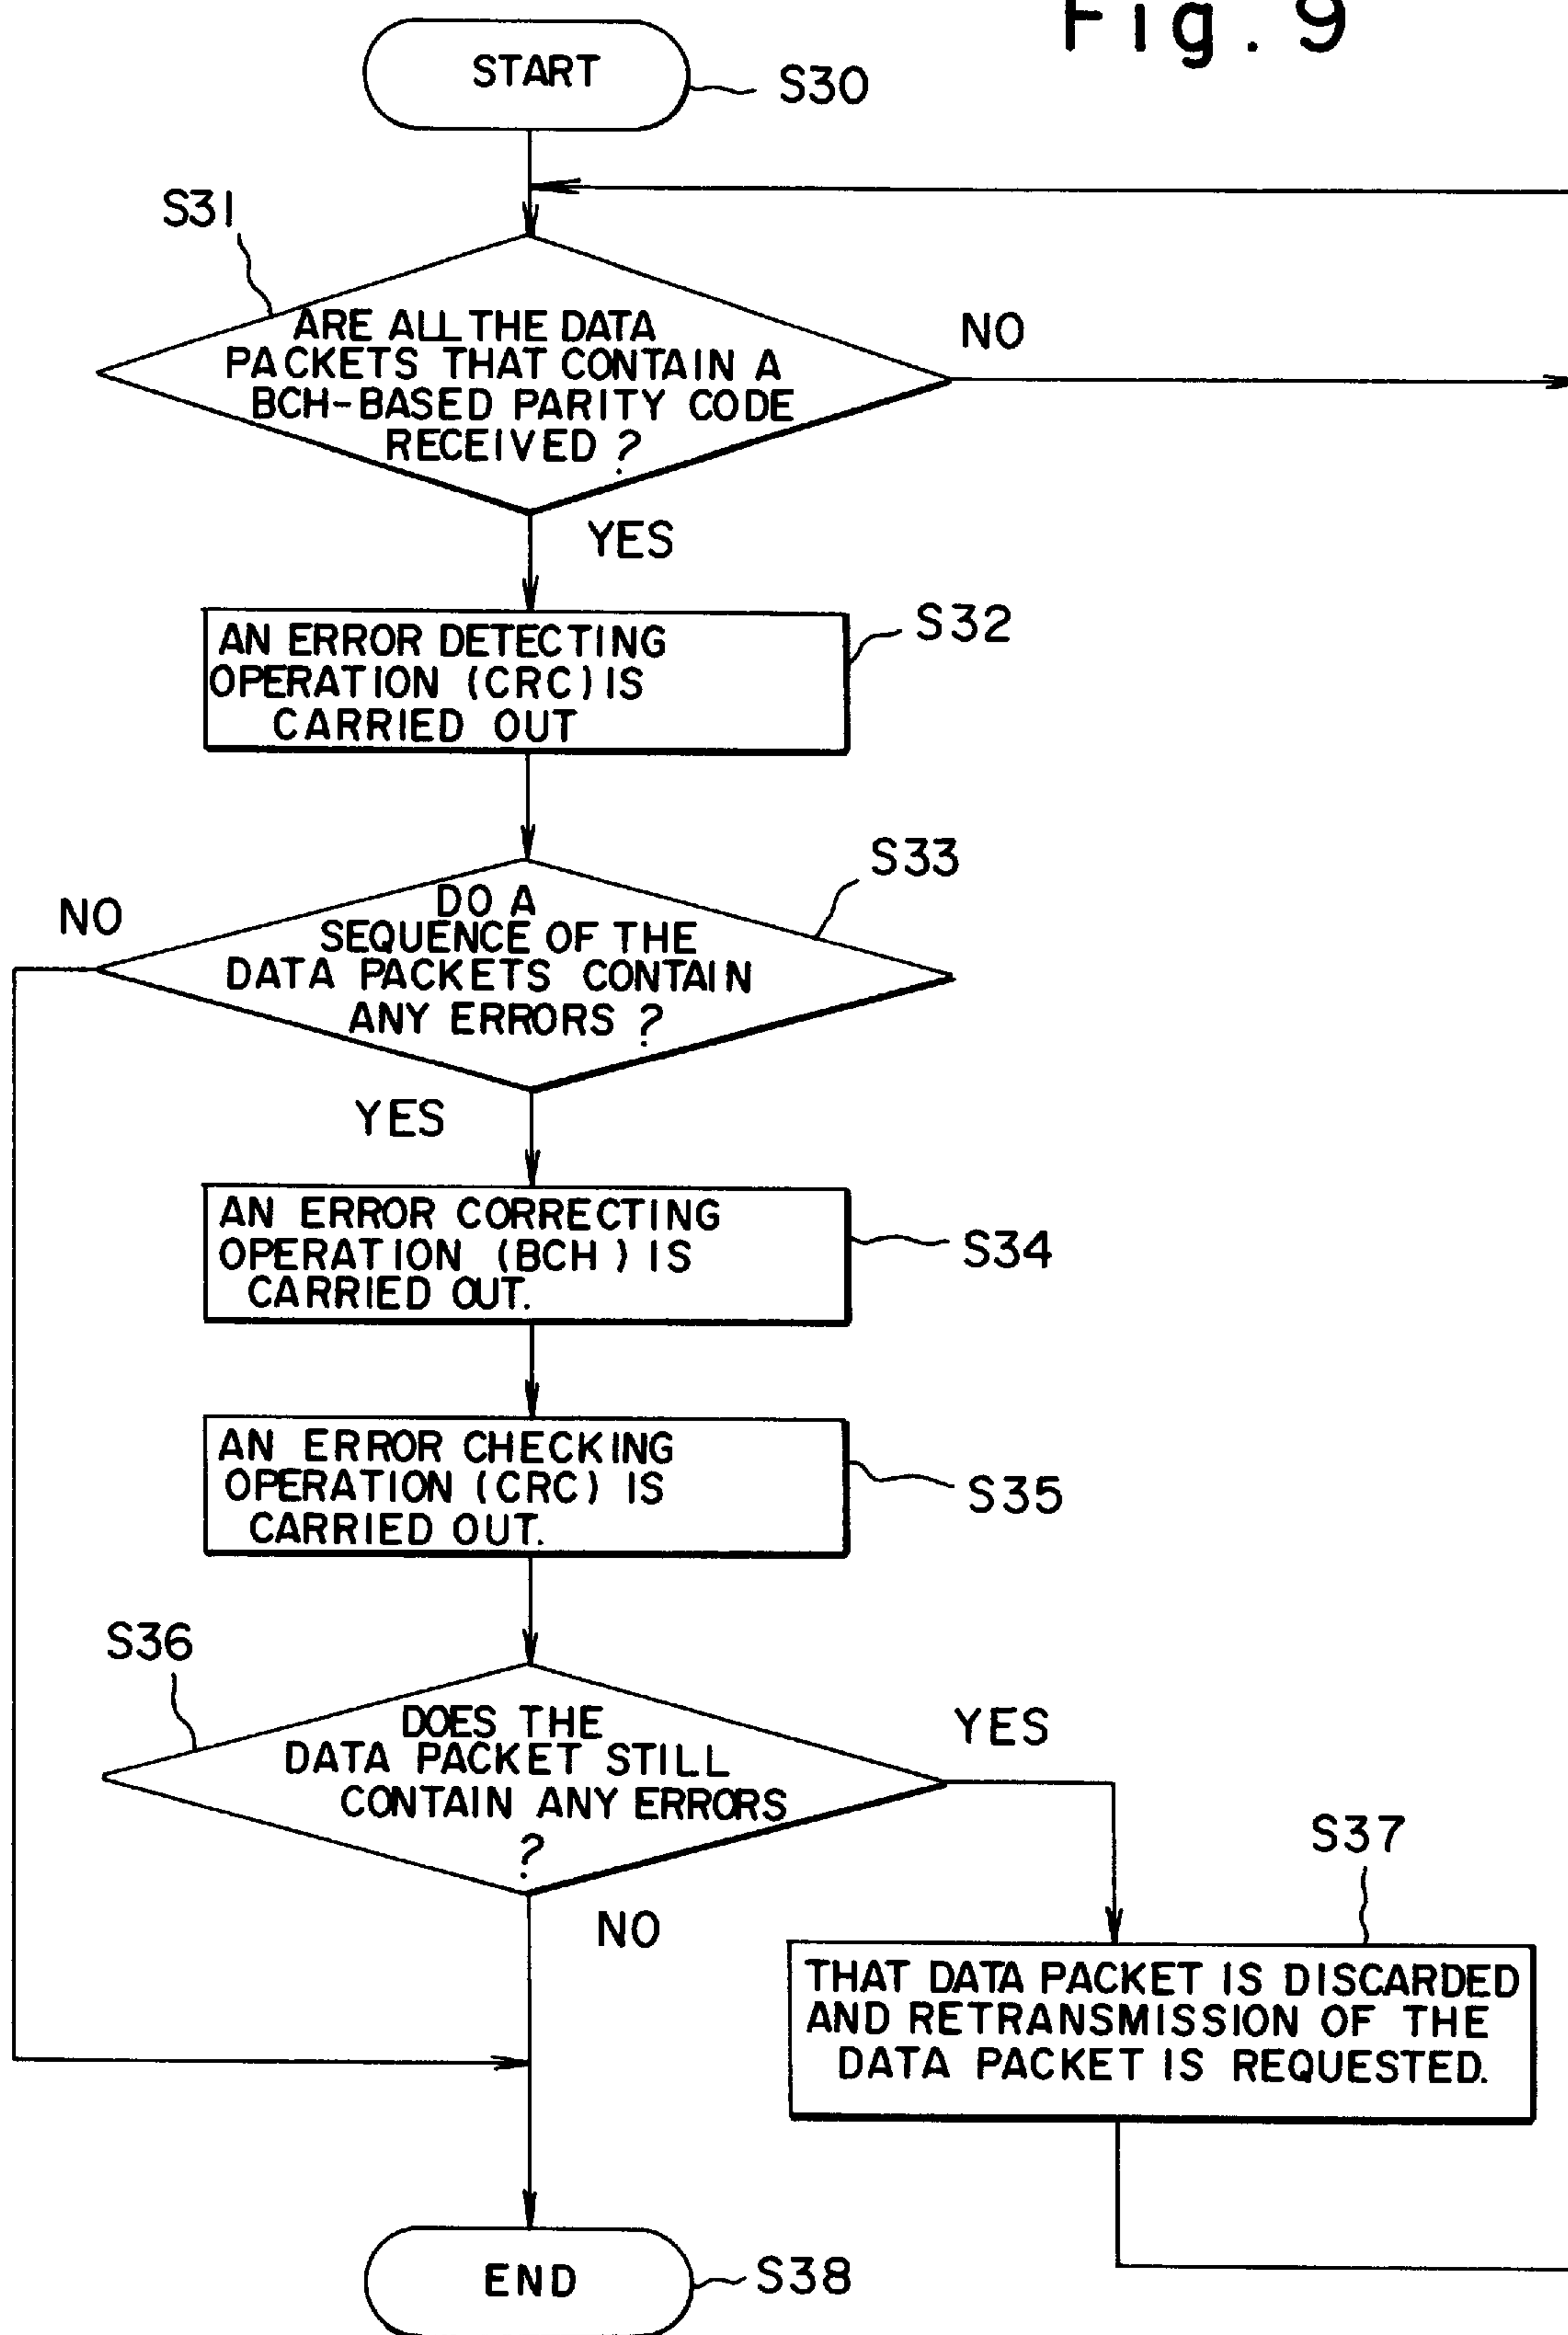 Fig. 9
START
S30
S31
ARE ALL THE DATA
PACKETS THAT CONTAIN A
BCH-BASED PARITY CODE
RECEIVED ?
NO
YES
AN ERROR DETECTING
OPERATION (CRC) IS
CARRIED OUT
S32
S33
NO
DO A
SEQUENCE OF THE
DATA PACKETS CONTAIN
ANY ERRORS ?
YES
AN ERROR CORRECTING
OPERATION (BCH) IS
CARRIED OUT.
S34
AN ERROR CHECKING
OPERATION (CRC) IS
CARRIED OUT.
S35
S36
DOES THE
DATA PACKET STILL
CONTAIN ANY ERRORS
?
YES
NO
S37
THAT DATA PACKET IS DISCARDED
AND RETRANSMISSION OF THE
DATA PACKET IS REQUESTED.
END
S38